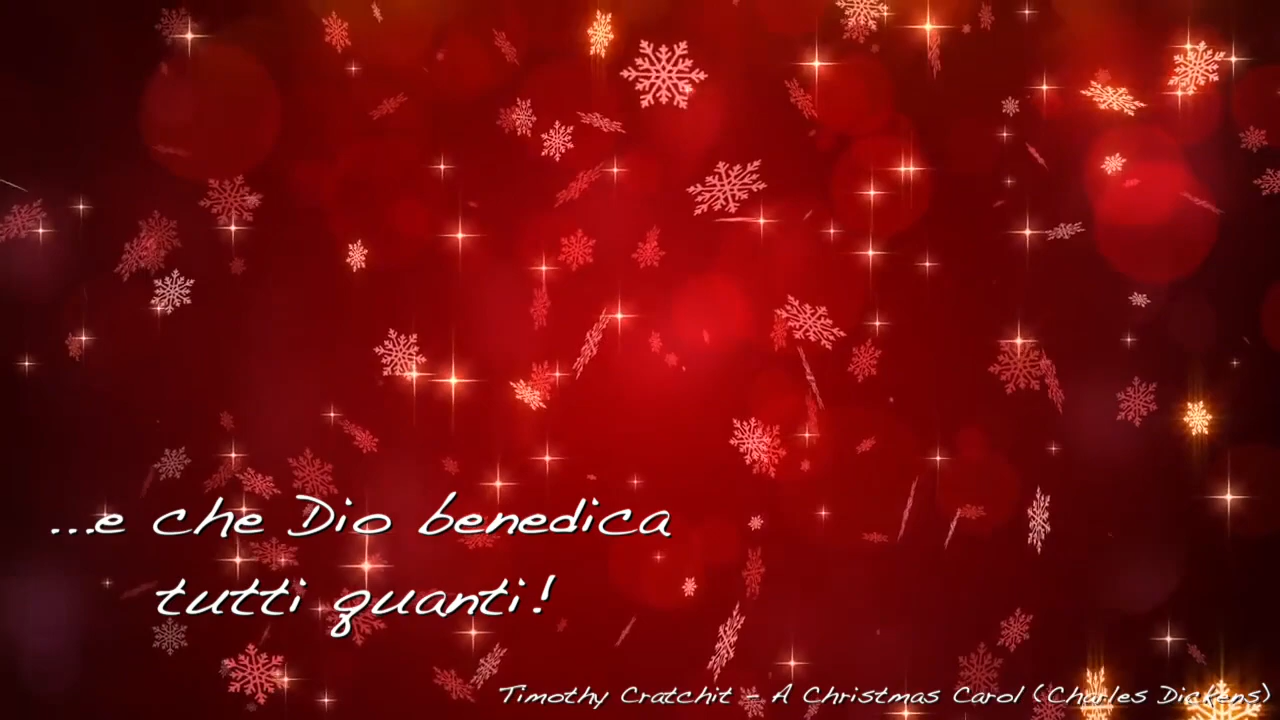 ...e che Dio benedica
tutti quanti!
Timothy Cratchit - A Christmas Carol (Charles Dickens)